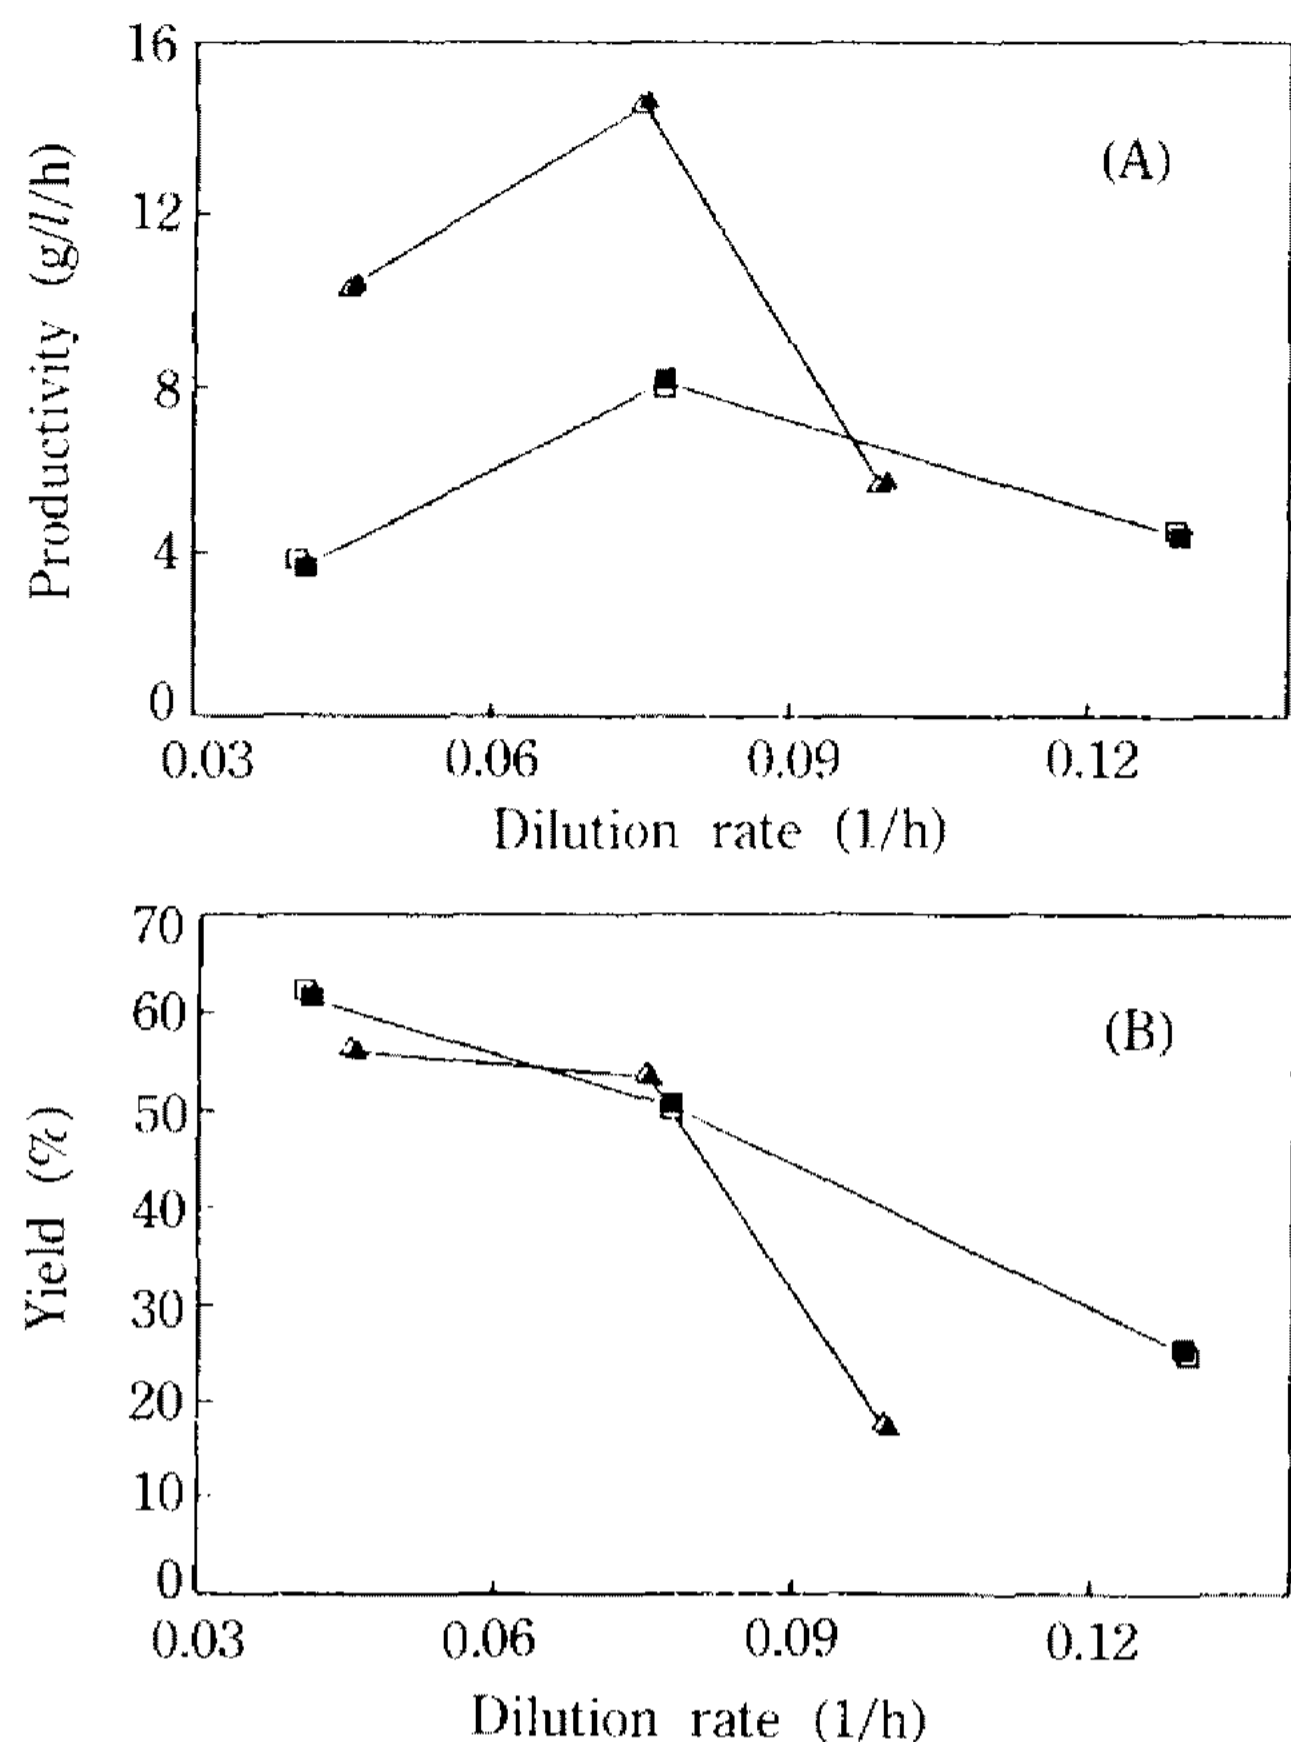 16
12
8
4
0
Productivity (g/l/h)
(A)
0.03 0.06 0.09 0.12
Dilution rate (1/h)
70
60
50
40
30
20
10
0
Yield (%)
(B)
0.03 0.06 0.09 0.12
Dilution rate (1/h)